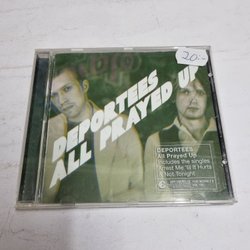 20:-
DEPORTEES
ALL PRAYED UP
DEPORTEES
All Prayed Up
Includes the singles
Arrest Me 'til It Hurts
& Not Tonight